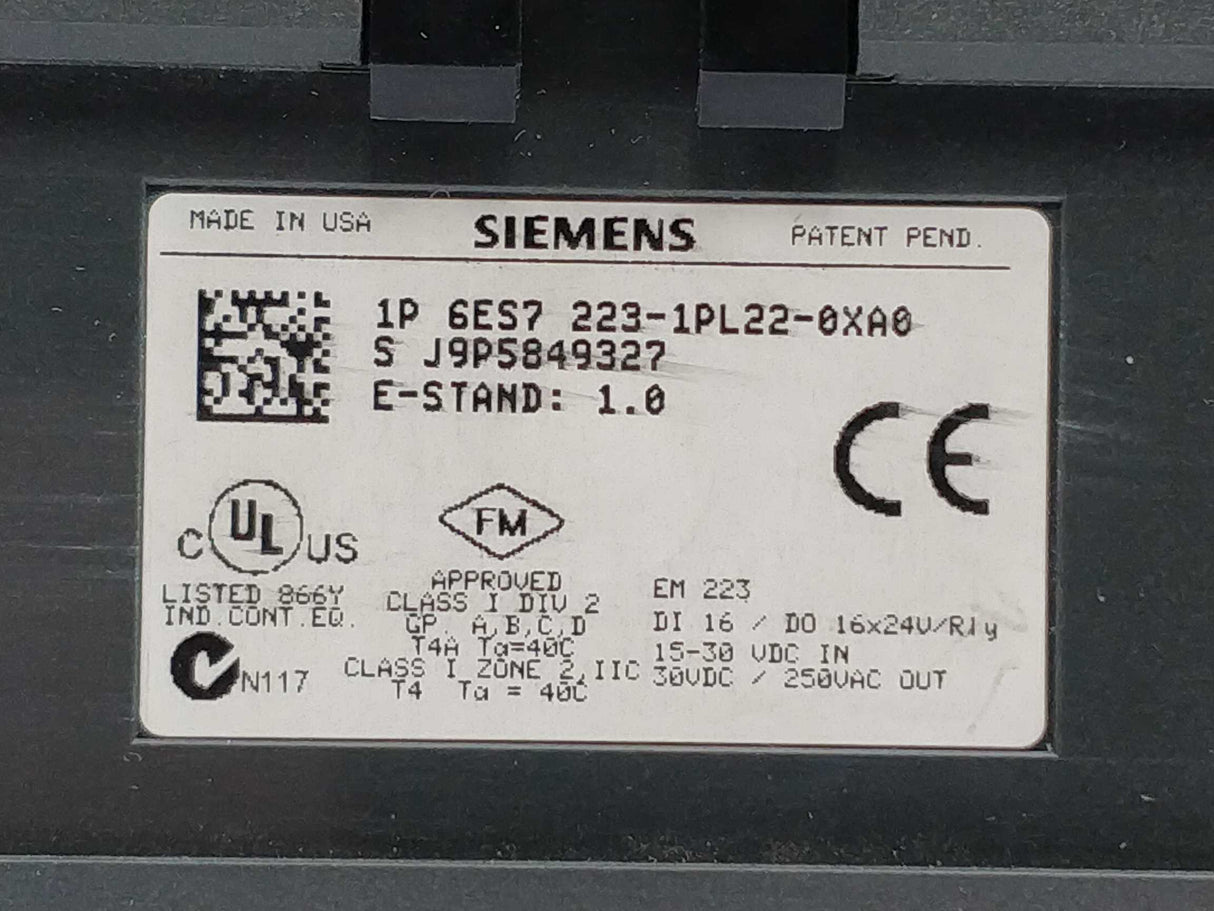 MADE IN USA SIEMENS PATENT PEND.
1P 6ES7 223-1PL22-0XA0
S J9P5849327
E-STAND: 1.0
CE
C UL US
LISTED 866Y
IND.CONT.EQ.
N117
FM
APPROVED
CLASS I DIV 2
GP A,B,C,D
T4A Ta=40C
CLASS I ZONE 2,IIC
T4 Ta = 40C
EM 223
DI 16 / DO 16x24V/Rly
15-30 VDC IN
30VDC / 250VAC OUT